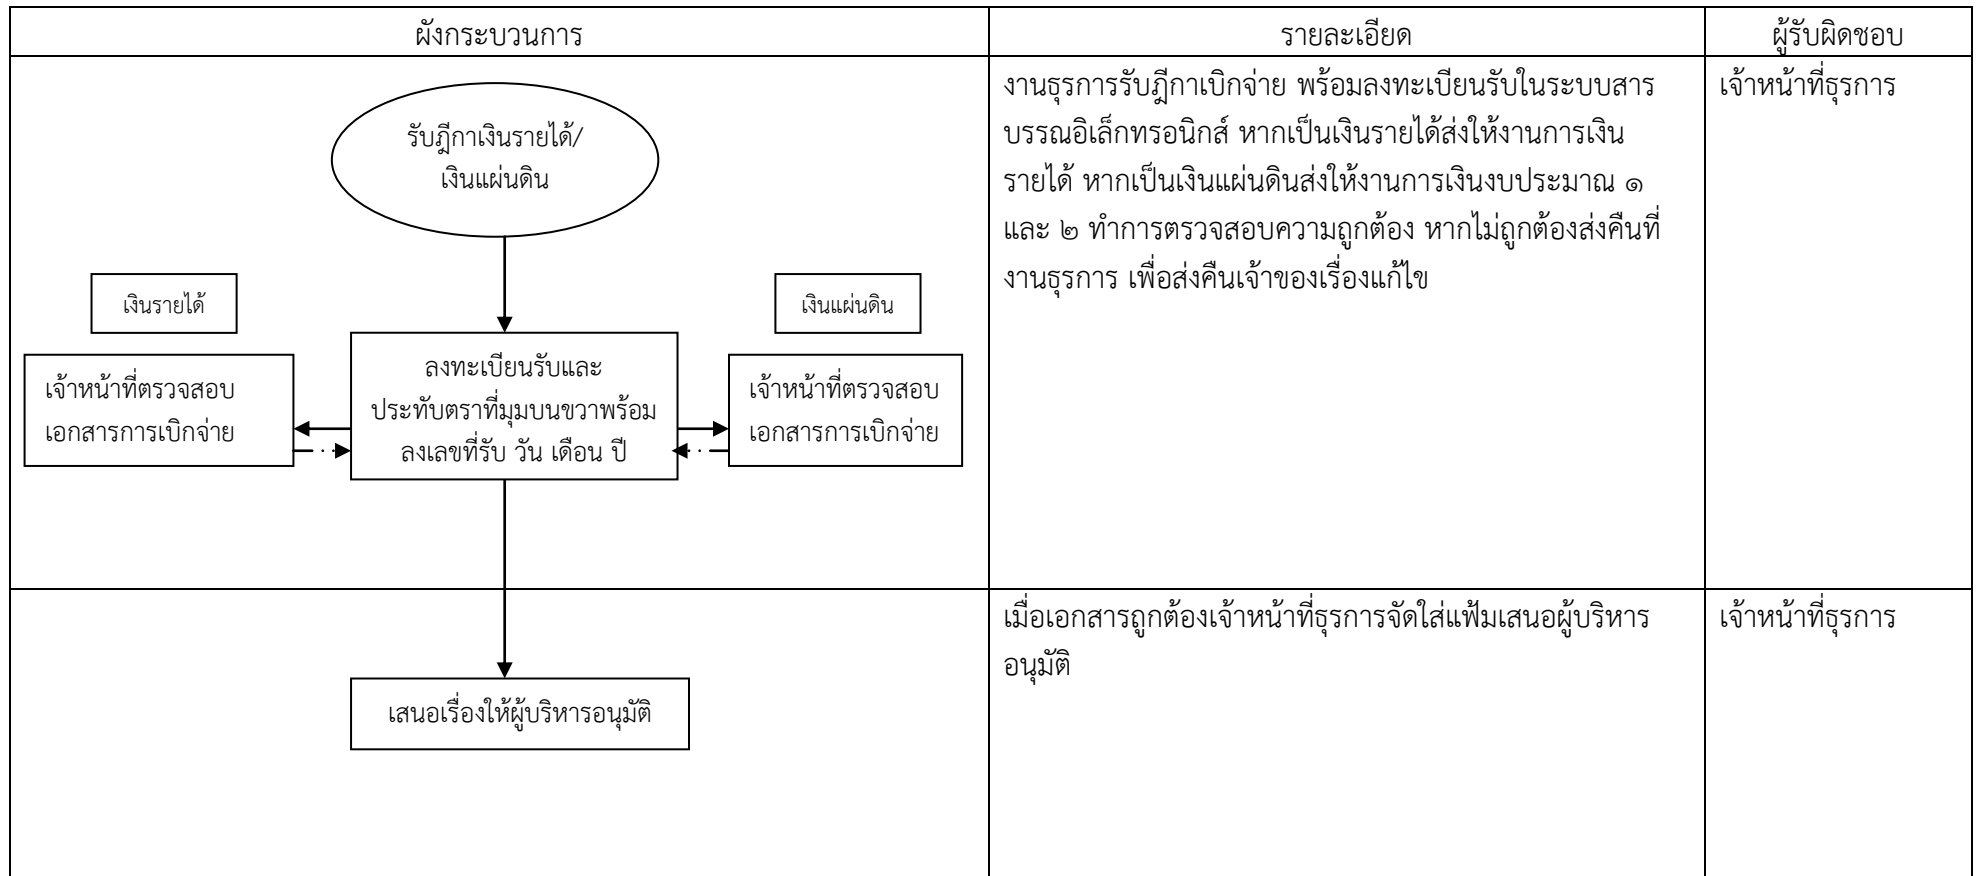 ผังกระบวนการ
รายละเอียด
ผู้รับผิดชอบ
รับฎีกาเงินรายได้/
เงินแผ่นดิน
เงินรายได้
เงินแผ่นดิน
เจ้าหน้าที่ตรวจสอบ
เอกสารการเบิกจ่าย
ลงทะเบียนรับและ
ประทับตราที่มุมบนขวาพร้อม
ลงเลขที่รับ วัน เดือน ปี
เจ้าหน้าที่ตรวจสอบ
เอกสารการเบิกจ่าย
งานธุรการรับฎีกาเบิกจ่าย พร้อมลงทะเบียนรับในระบบสาร
บรรณอิเล็กทรอนิกส์ หากเป็นเงินรายได้ส่งให้งานการเงิน
รายได้ หากเป็นเงินแผ่นดินส่งให้งานการเงินงบประมาณ ๑
และ ๒ ทำการตรวจสอบความถูกต้อง หากไม่ถูกต้องส่งคืนที่
งานธุรการ เพื่อส่งคืนเจ้าของเรื่องแก้ไข
เจ้าหน้าที่ธุรการ
เสนอเรื่องให้ผู้บริหารอนุมัติ
เมื่อเอกสารถูกต้องเจ้าหน้าที่ธุรการจัดใส่แฟ้มเสนอผู้บริหาร
อนุมัติ
เจ้าหน้าที่ธุรการ